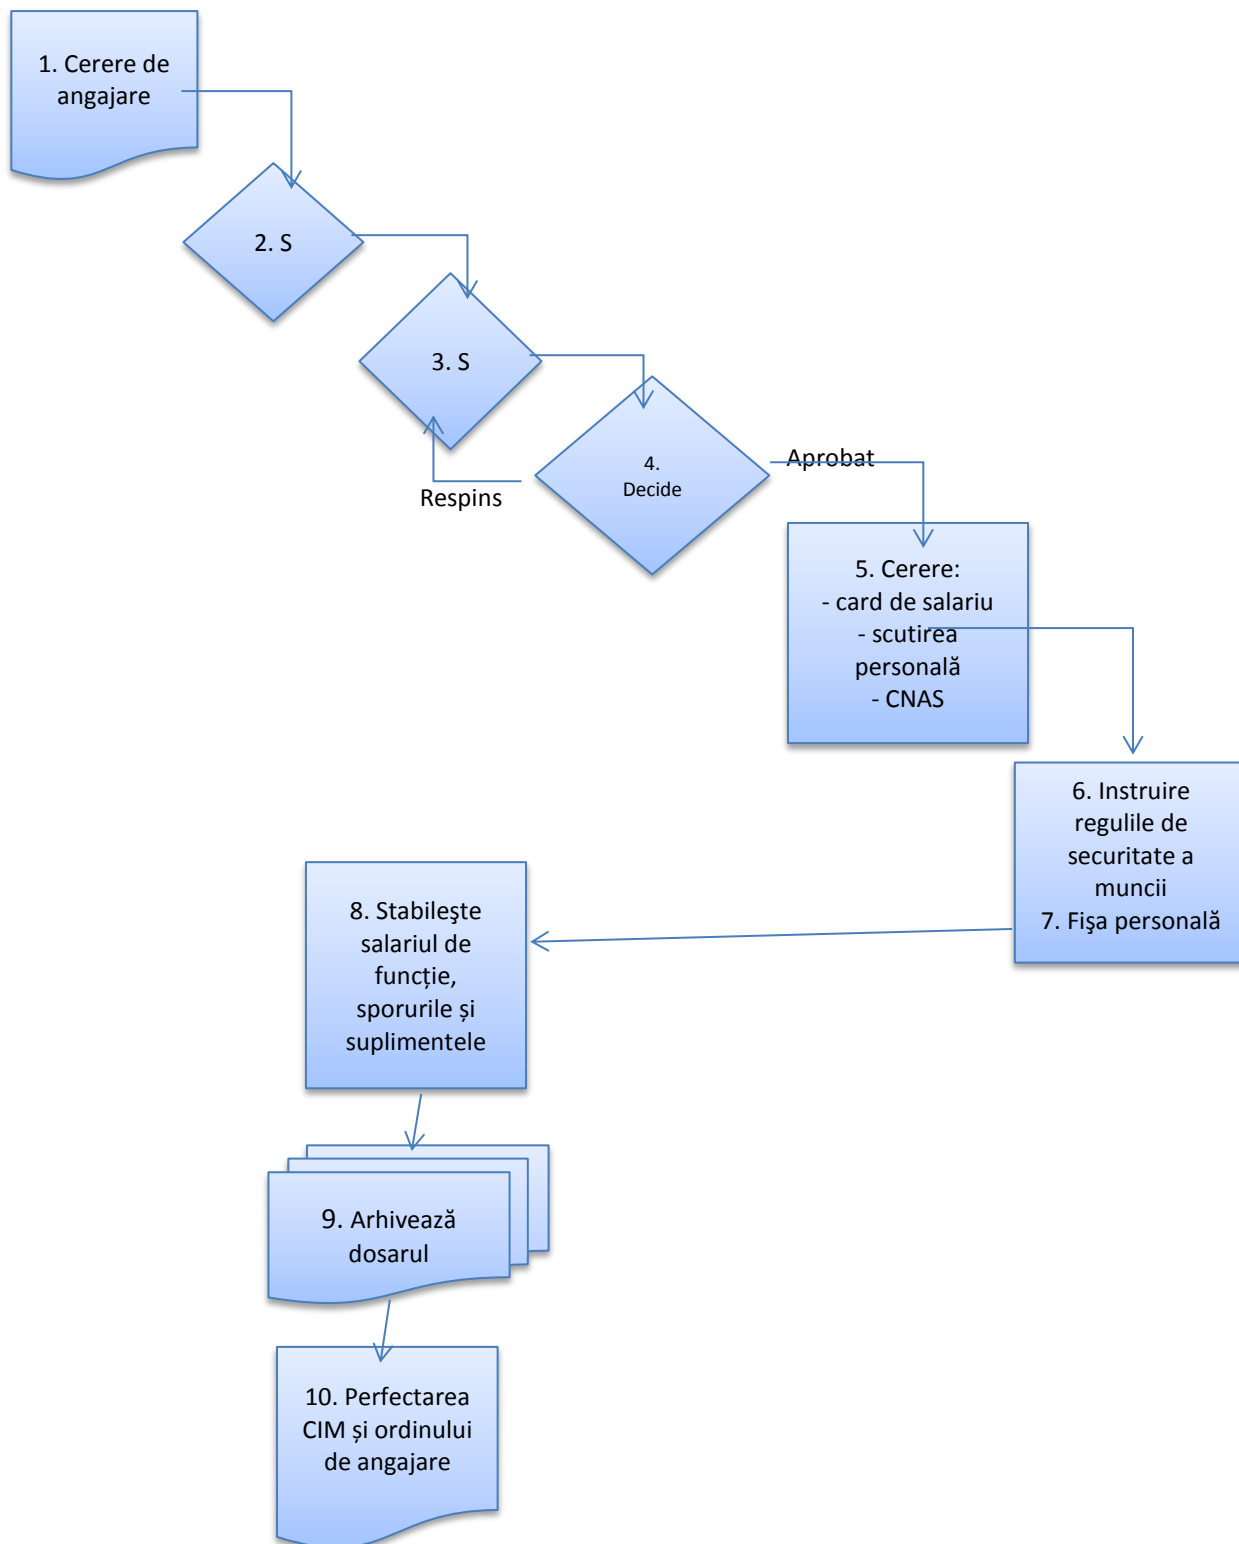 1. Cerere de
angajare
2. S
3. S
4.
Decide
Aprobat
Respins
5. Cerere:
- card de salariu
- scutirea
personală
- CNAS
6. Instruire
regulile de
securitate a
muncii
7. Fişa personală
8. Stabileşte
salariul de
funcție,
sporurile și
suplimentele
9. Arhivează
dosarul
10. Perfectarea
CIM și ordinului
de angajare